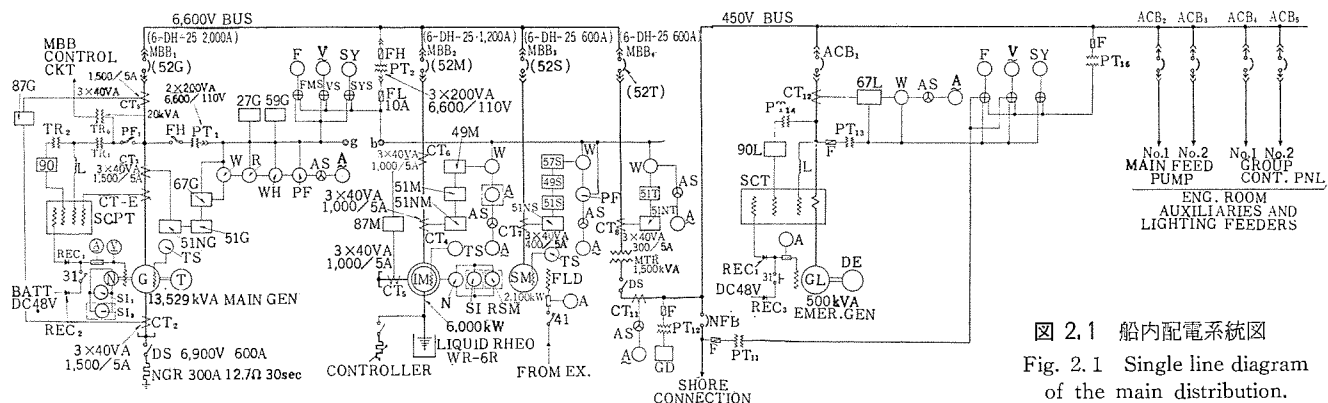 6,600V BUS
450V BUS
ACB₂ ACB₃ ACB₄ ACB₅
(6-DH-25 2,000A)
MBB₁
(52G)
(6-DH-25·1,200A)
MBB₂
(52M)
(6-DH-25 600A)
MBB₃
(52S)
(6-DH-25 600A)
MBB₄
(52T)
MBB
CONTROL
CKT
87G
1,500/5A
3×40VA
CT₃
20kVA
2×200VA
6,600/110V
TR₂
PF₁
FH
PT₁
27G
59G
F V SY
FMS VS SYS
FH
PT₂
FL
10A
3×200VA
6,600/110V
g
b
90
L
CT₁
3×40VA
1,500/5A
CT-E
SCPT
67G
W R
WH PF
AS A
51NG
51G
TS
REC₁
A V
31
BATT
DC48V
N
SI₁
REC₂
G
T
13,529 kVA MAIN GEN
CT₂
3×40VA
1,500/5A
DS 6,900V 600A
NGR 300A 12.7Ω 30sec
CT₆
3×40VA
1,000/5A
49M
51M
51NM
W
A
AS
A
3×40VA
1,000/5A
87M
CT₄
3×40VA
1,000/5A
CT₅
TS
IM
N
SI RSM
6,000kW
LIQUID RHEO
WR-6R
CONTROLLER
57S
49S
51S
51NS
CT₇
3×40VA
400/5A
W
PF
AS
A
TS
SM
2,100kW
FLD
A
41
FROM EX.
W
51T
51NT
AS
A
CT₈
3×40VA
300/5A
MTR
1,500kVA
DS
CT₁₁
AS
A
F
PT₁₂
GD
NFB
F
PT₁₁
SHORE
CONNECTION
ACB₁
CT₁₂
67L
W AS A
PT₁₄
PT₁₃
F
90L
L
SCT
REC₁
31
DC48V
REC₃
A
GL
DE
500kVA
EMER.GEN
F V SY
F
PT₁₆
No.1 No.2
MAIN FEED
PUMP
No.1 No.2
GROUP
CONT. PNL
ENG. ROOM
AUXILIARIES AND
LIGHTING FEEDERS
図 2.1 船内配電系統図
Fig. 2.1 Single line diagram
of the main distribution.